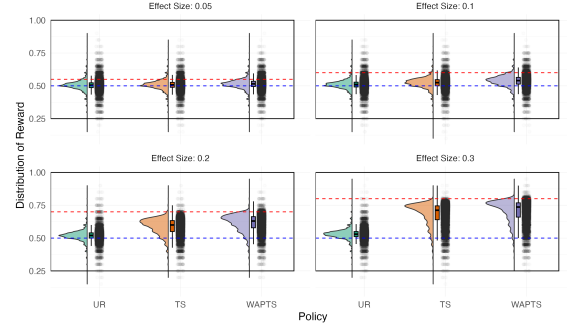 Effect Size: 0.05
Effect Size: 0.1
1.00
0.75
0.50
0.25
Effect Size: 0.2
Effect Size: 0.3
1.00
0.75
0.50
0.25
Distribution of Reward
UR
TS
WAPTS
UR
TS
WAPTS
Policy